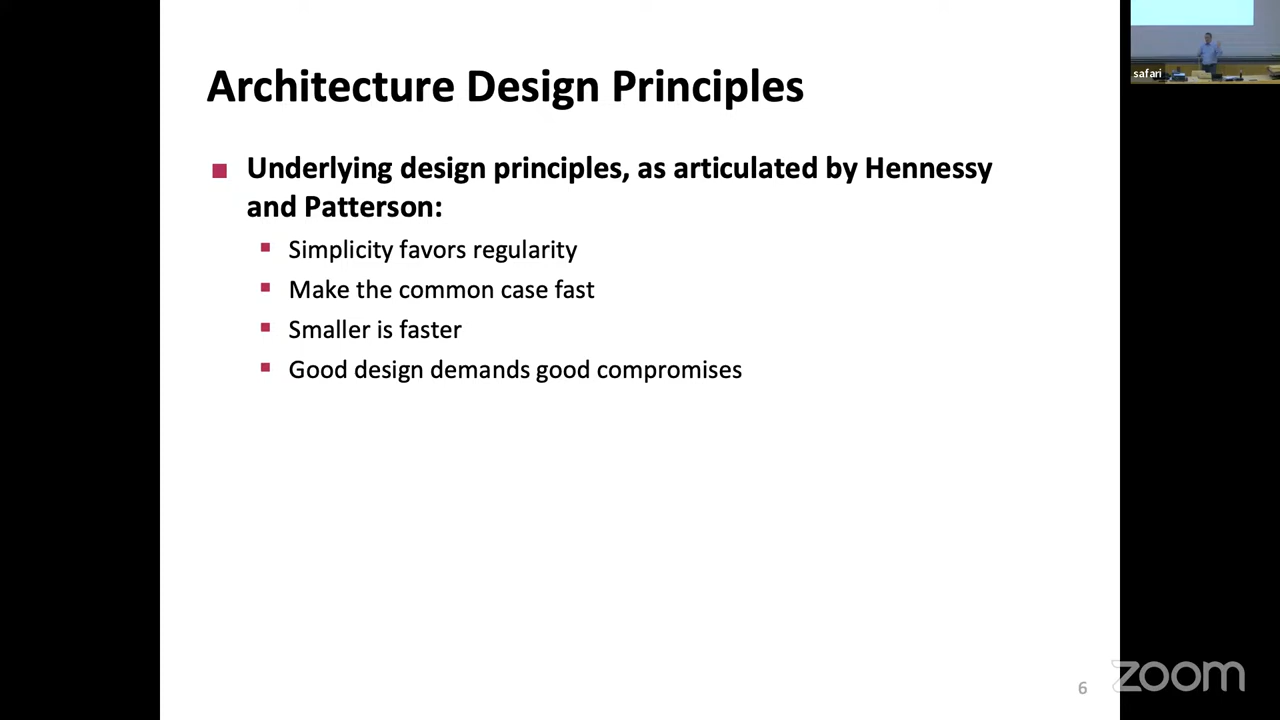 Architecture Design Principles
Underlying design principles, as articulated by Hennessy
and Patterson:
Simplicity favors regularity
Make the common case fast
Smaller is faster
Good design demands good compromises
6
safari
zoom